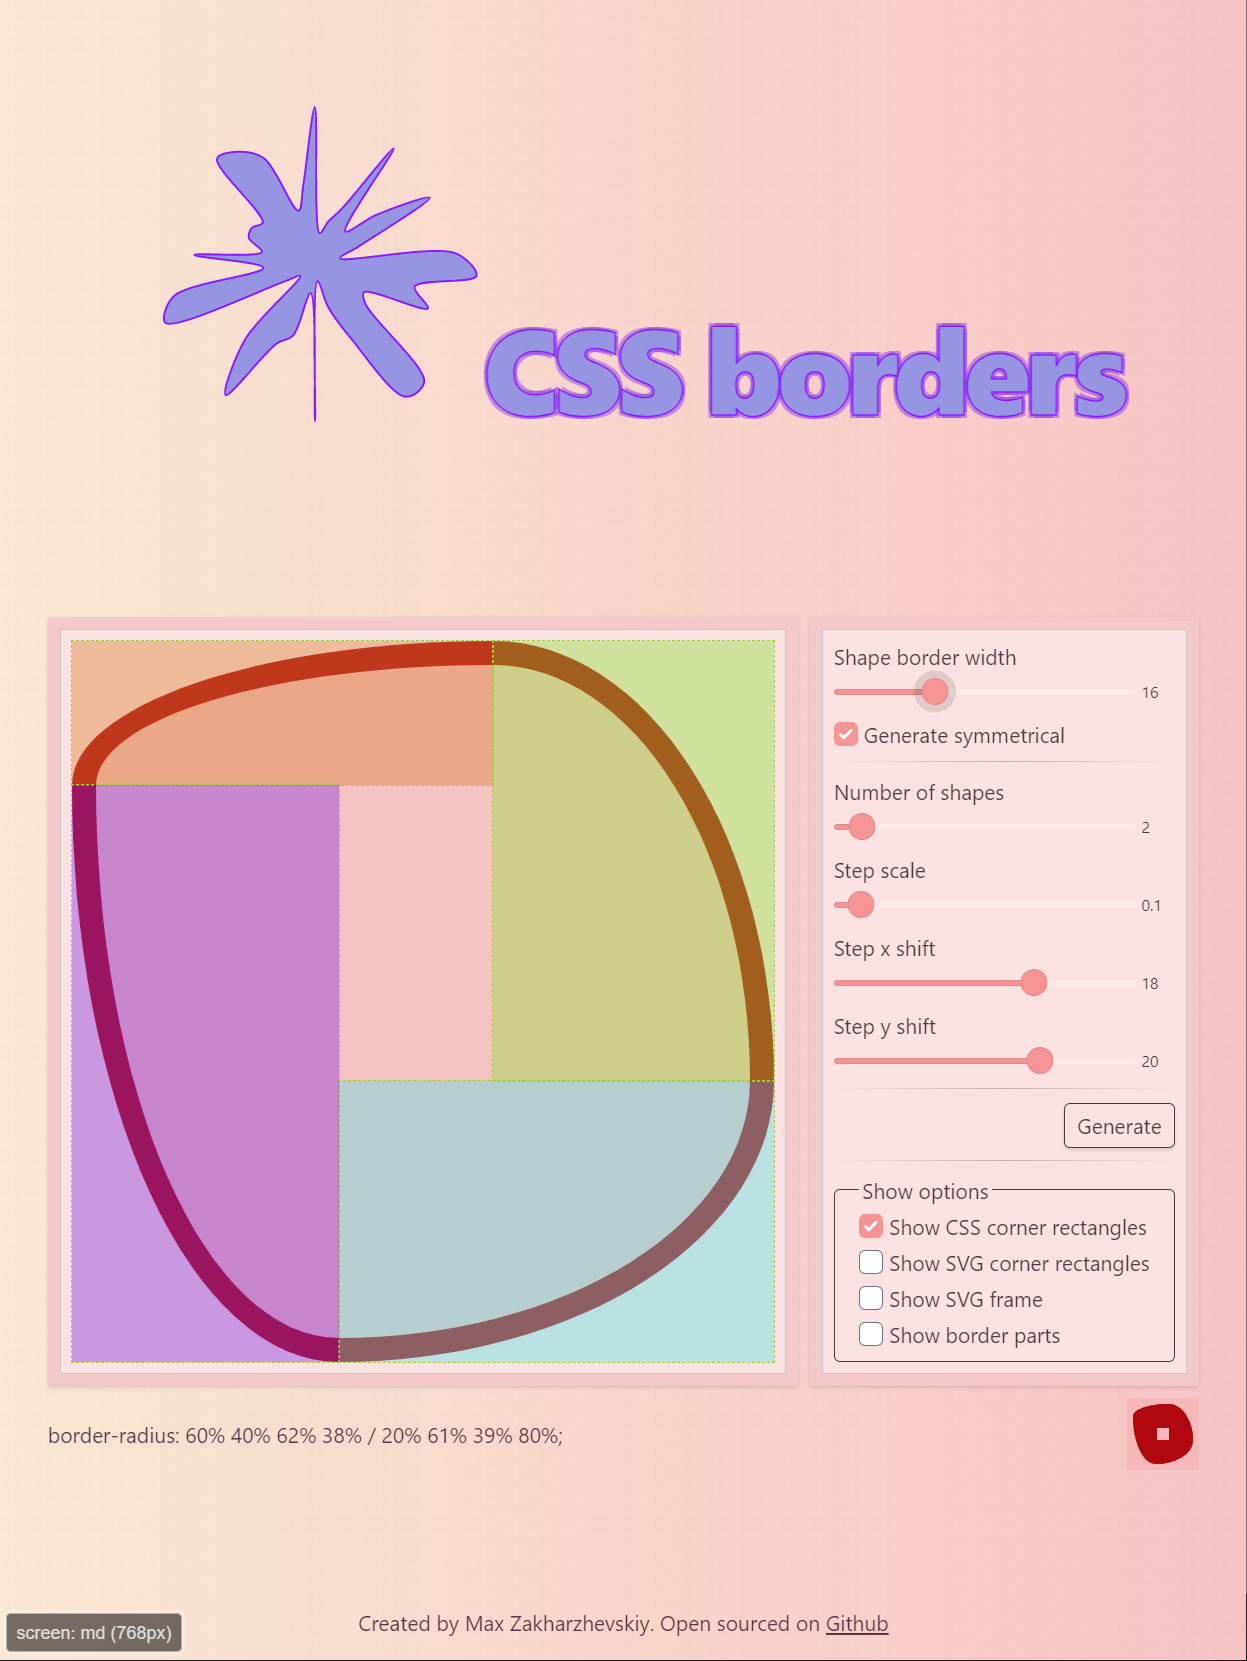 CSS borders
Shape border width
16
Generate symmetrical
Number of shapes
2
Step scale
0.1
Step x shift
18
Step y shift
20
Generate
Show options
Show CSS corner rectangles
Show SVG corner rectangles
Show SVG frame
Show border parts
border-radius: 60% 40% 62% 38% / 20% 61% 39% 80%;
Created by Max Zakharzhevskiy. Open sourced on Github
screen: md (768px)